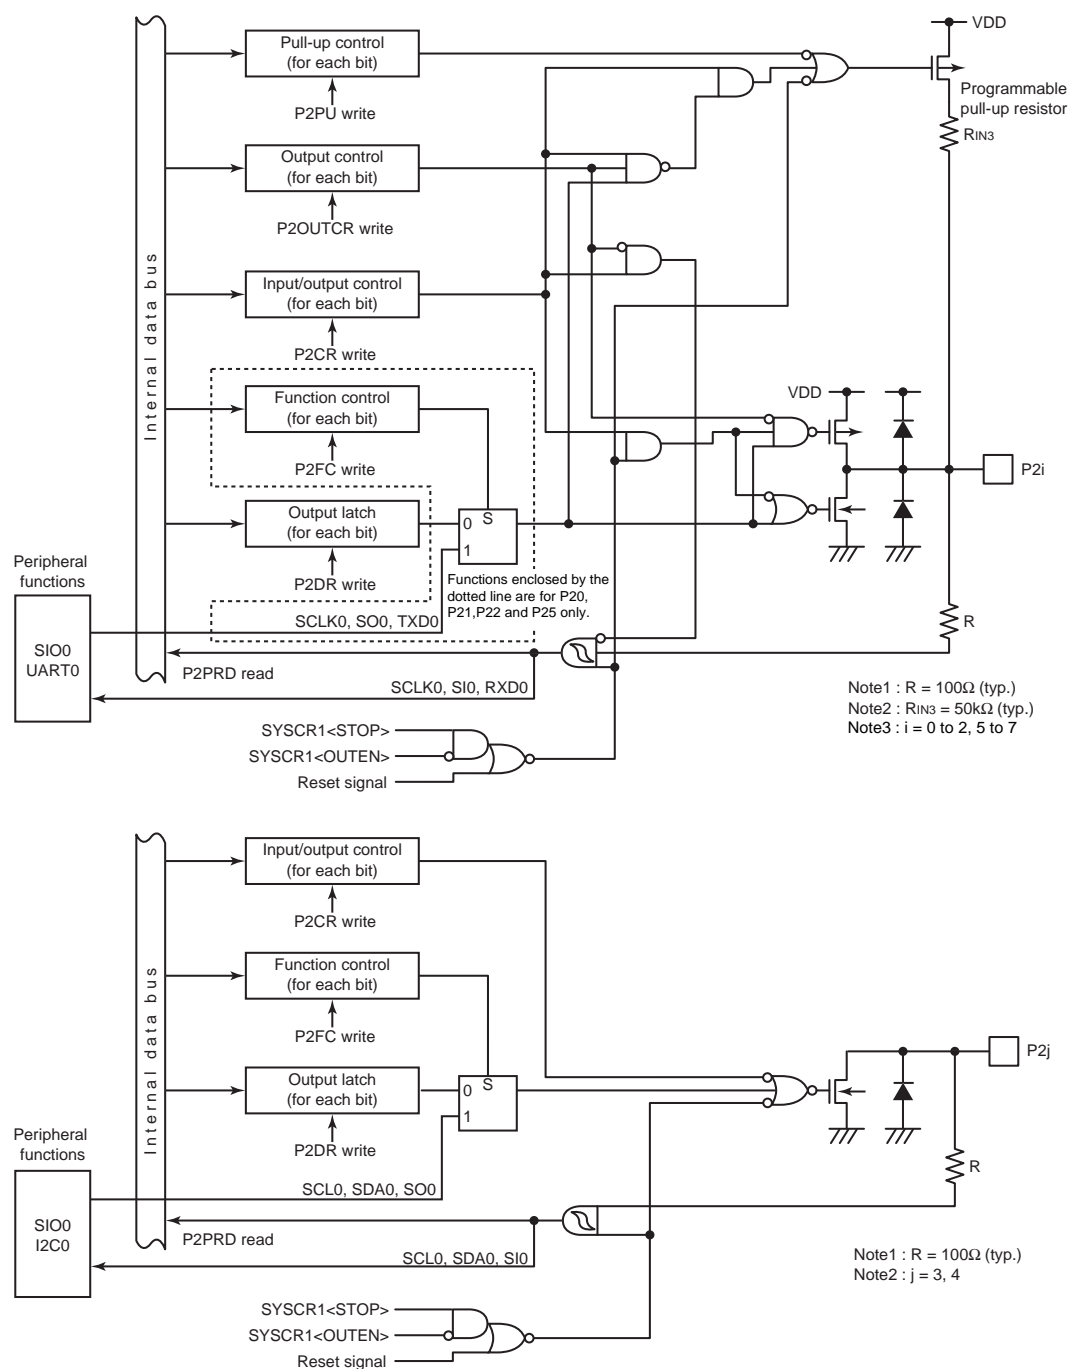 VDD
Pull-up control
(for each bit)
P2PU write
Programmable
pull-up resistor
RIN3
Output control
(for each bit)
P2OUTCR write
Internal data bus
Input/output control
(for each bit)
P2CR write
Function control
(for each bit)
P2FC write
VDD
P2i
Output latch
(for each bit)
P2DR write
0
S
1
Functions enclosed by the
dotted line are for P20,
P21,P22 and P25 only.
Peripheral
functions
SIO0
UART0
SCLK0, SO0, TXD0
R
P2PRD read
SCLK0, SI0, RXD0
Note1 : R = 100Ω (typ.)
Note2 : RIN3 = 50kΩ (typ.)
Note3 : i = 0 to 2, 5 to 7
SYSCR1<STOP>
SYSCR1<OUTEN>
Reset signal
Input/output control
(for each bit)
P2CR write
Internal data bus
Function control
(for each bit)
P2FC write
P2j
Output latch
(for each bit)
P2DR write
0
S
1
Peripheral
functions
SIO0
I2C0
SCL0, SDA0, SO0
R
P2PRD read
SCL0, SDA0, SI0
Note1 : R = 100Ω (typ.)
Note2 : j = 3, 4
SYSCR1<STOP>
SYSCR1<OUTEN>
Reset signal